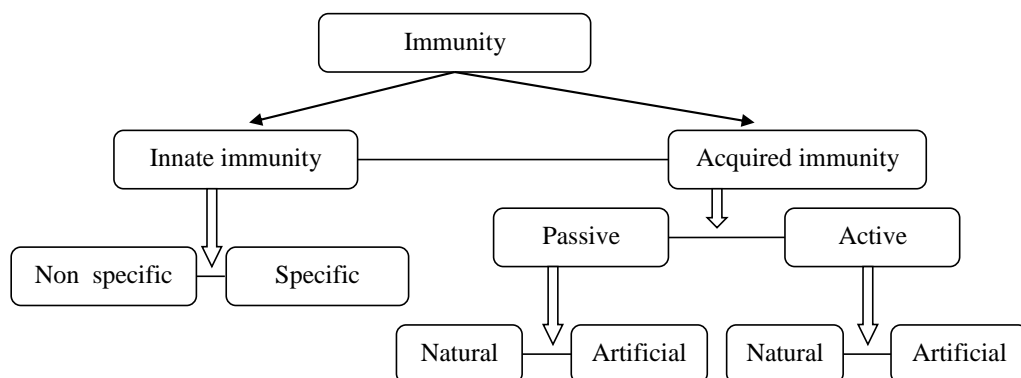 Immunity
Innate immunity
Acquired immunity
Passive
Active
Non  specific
Specific
Natural
Artificial
Natural
Artificial